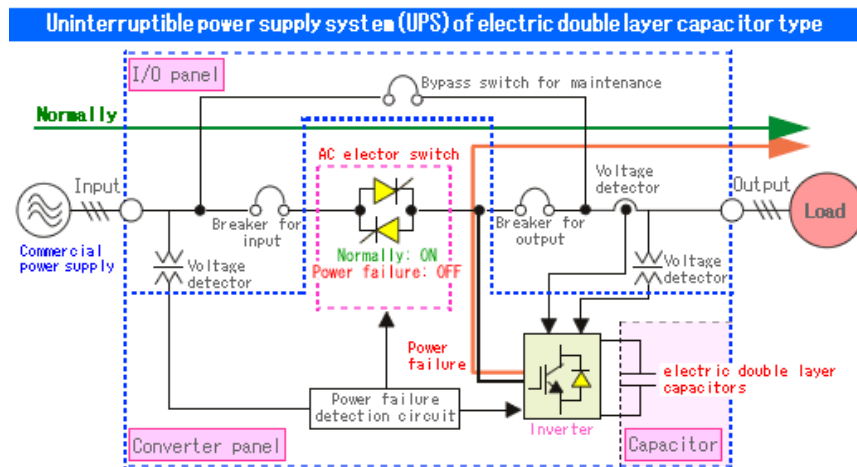 Uninterruptible power supply system(UPS) of electric double layer capacitor type
I/O panel
Bypass switch for maintenance
Normally
AC elector switch
Voltage
detector
Input
Output
Load
Breaker for
input
Breaker for
output
Commercial
power supply
Normally: ON
Power failure: OFF
Voltage
detector
Voltage
detector
Power
failure
electric double layer
capacitors
Power failure
detection circuit
Inverter
Converter panel
Capacitor